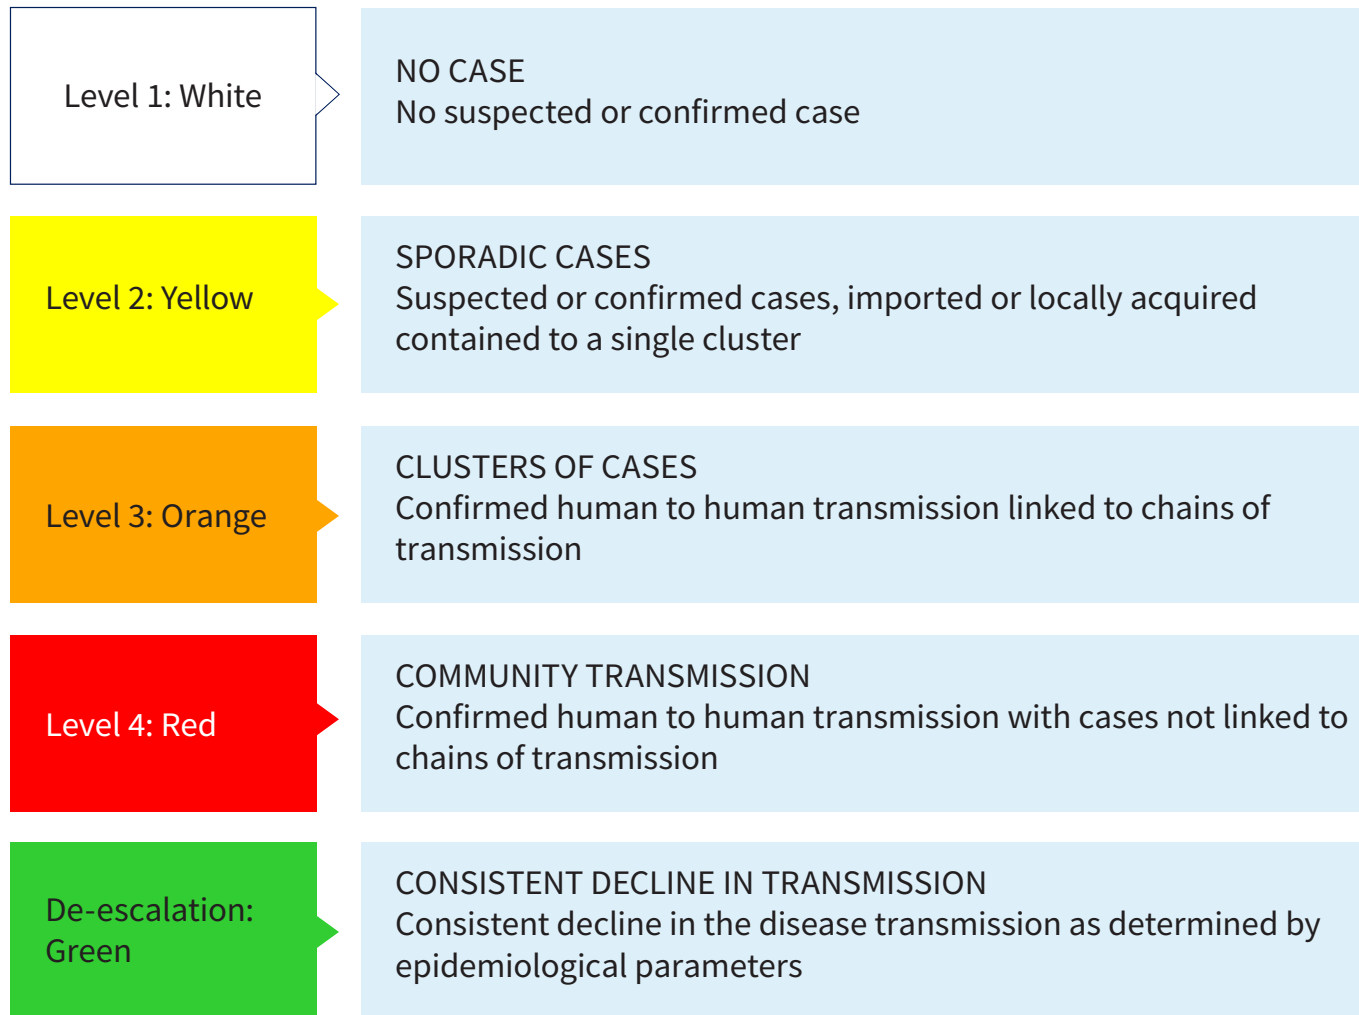 Level 1: White
NO CASE
No suspected or confirmed case
Level 2: Yellow
SPORADIC CASES
Suspected or confirmed cases, imported or locally acquired
contained to a single cluster
Level 3: Orange
CLUSTERS OF CASES
Confirmed human to human transmission linked to chains of
transmission
Level 4: Red
COMMUNITY TRANSMISSION
Confirmed human to human transmission with cases not linked to
chains of transmission
De-escalation:
Green
CONSISTENT DECLINE IN TRANSMISSION
Consistent decline in the disease transmission as determined by
epidemiological parameters